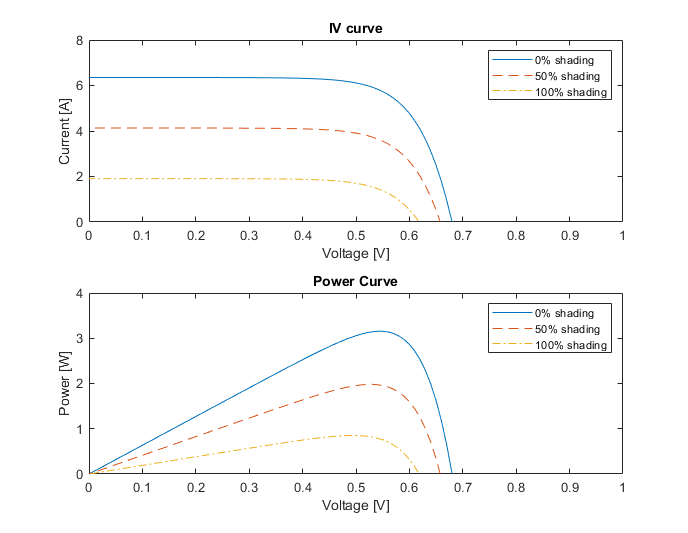 IV curve
8
6
4
2
0
Current [A]
0% shading
50% shading
100% shading
0 0.1 0.2 0.3 0.4 0.5 0.6 0.7 0.8 0.9 1
Voltage [V]
Power Curve
4
3
2
1
0
Power [W]
0% shading
50% shading
100% shading
0 0.1 0.2 0.3 0.4 0.5 0.6 0.7 0.8 0.9 1
Voltage [V]